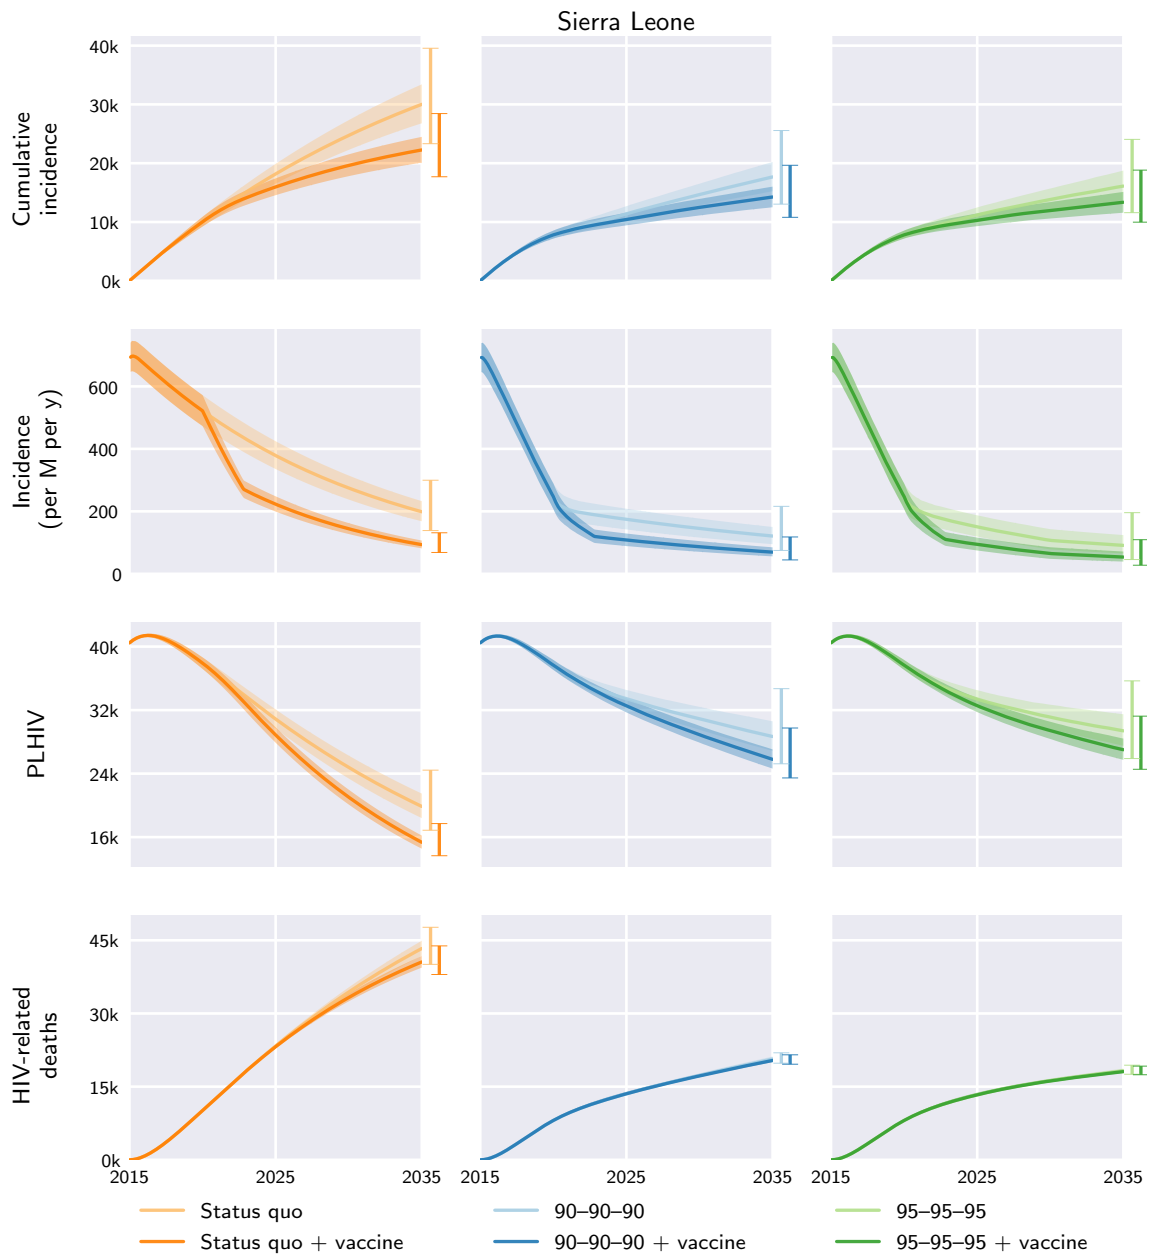 Sierra Leone
Cumulative
incidence
40k
30k
20k
10k
0k
Incidence
(per M per y)
600
400
200
0
PLHIV
40k
32k
24k
16k
HIV-related
deaths
45k
30k
15k
0k
2015 2025 2035 2015 2025 2035 2015 2025 2035
Status quo 90–90–90 95–95–95
Status quo + vaccine 90–90–90 + vaccine 95–95–95 + vaccine